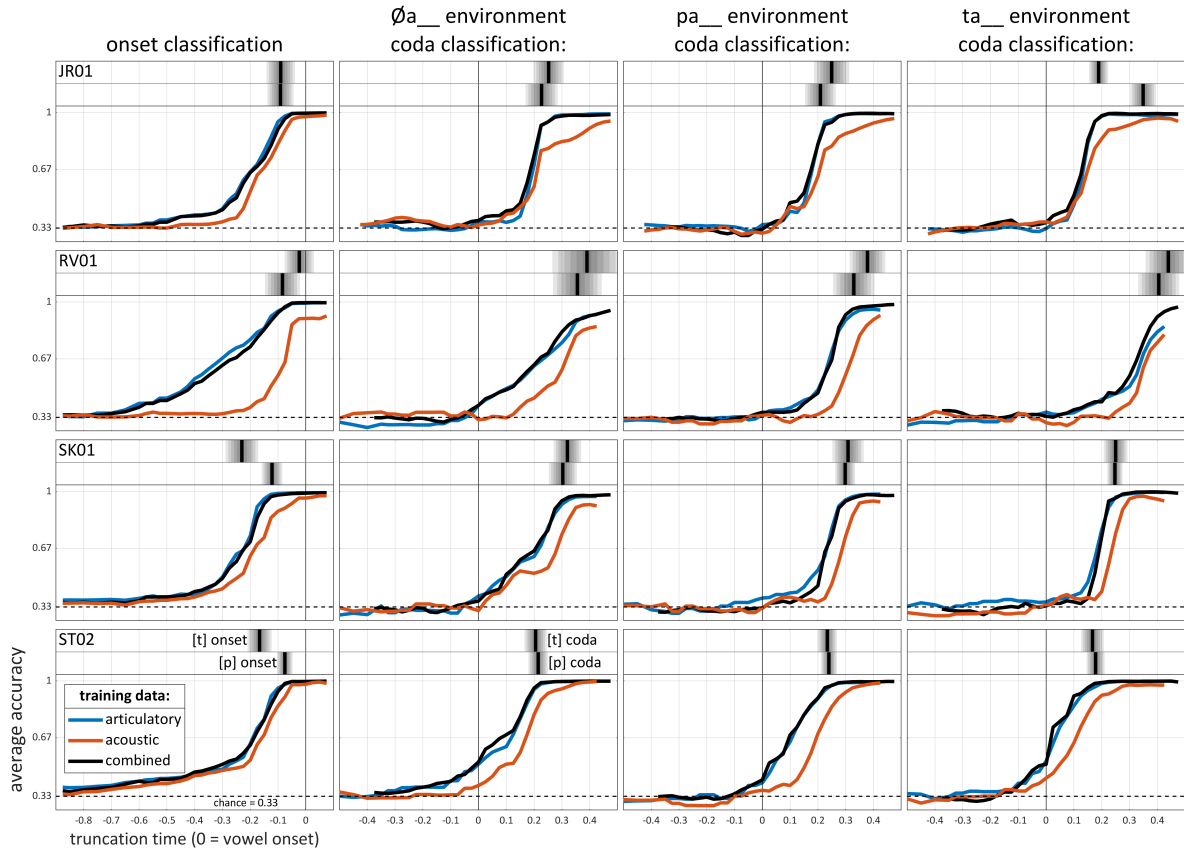 Øa__ environment
pa__ environment
ta__ environment
onset classification
coda classification:
coda classification:
coda classification:
JR01
1
0.67
0.33
RV01
1
0.67
0.33
SK01
1
0.67
0.33
ST02
[t] onset
[t] coda
[p] onset
[p] coda
1
training data:
articulatory
0.67
acoustic
combined
0.33
chance = 0.33
average accuracy
-0.8 -0.7 -0.6 -0.5 -0.4 -0.3 -0.2 -0.1 0
-0.4 -0.3 -0.2 -0.1 0 0.1 0.2 0.3 0.4
-0.4 -0.3 -0.2 -0.1 0 0.1 0.2 0.3 0.4
-0.4 -0.3 -0.2 -0.1 0 0.1 0.2 0.3 0.4
truncation time (0 = vowel onset)